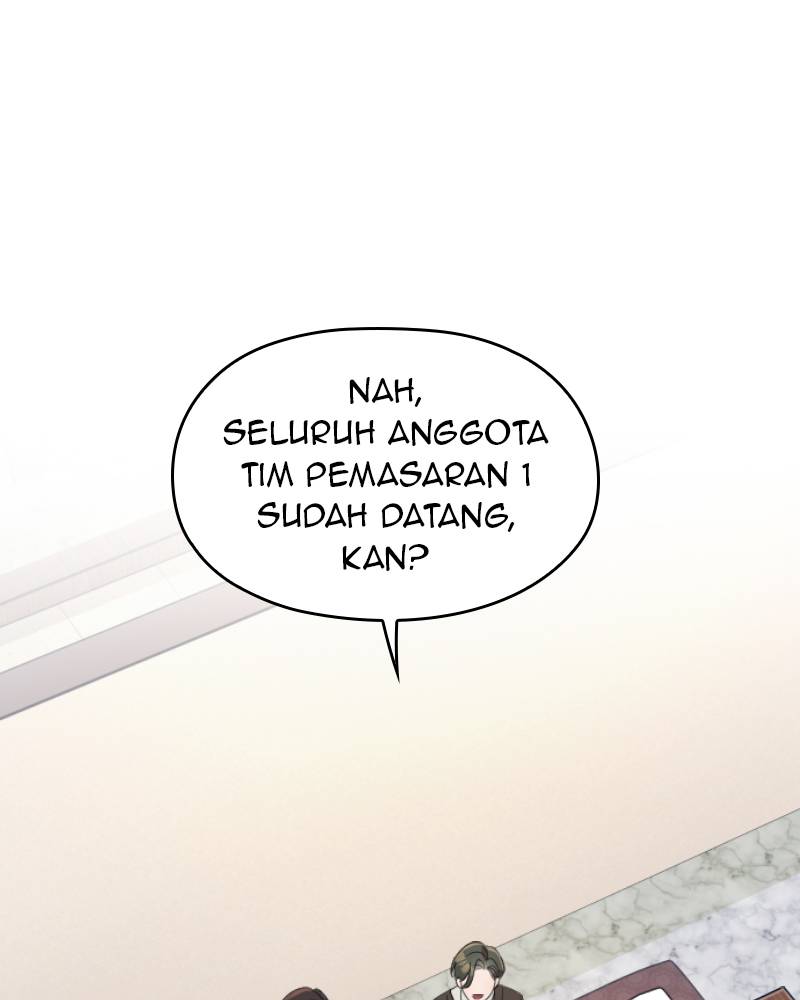 NAH,
SELURUH ANGGOTA
TIM PEMASARAN 1
SUDAH DATANG,
KAN?